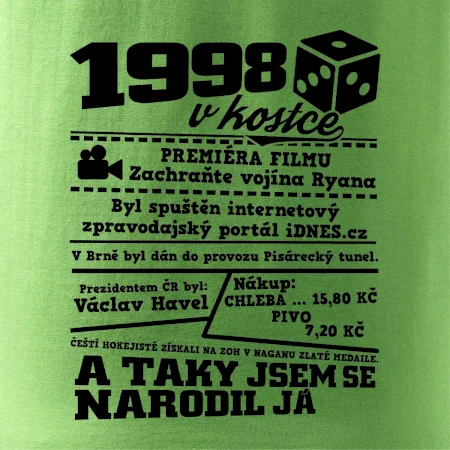 1998
v kostce
PREMIÉRA FILMU
Zachraňte vojína Ryana
Byl spuštěn internetový
zpravodajský portál iDNES.cz
V Brně byl dán do provozu Pisárecký tunel.
Prezidentem ČR byl:
Václav Havel
Nákup:
CHLEBA ... 15,80 KČ
PIVO
7,20 KČ
ČEŠTÍ HOKEJISTÉ ZÍSKALI NA ZOH V NAGANU ZLATÉ MEDAILE.
A TAKY JSEM SE
NARODIL JÁ